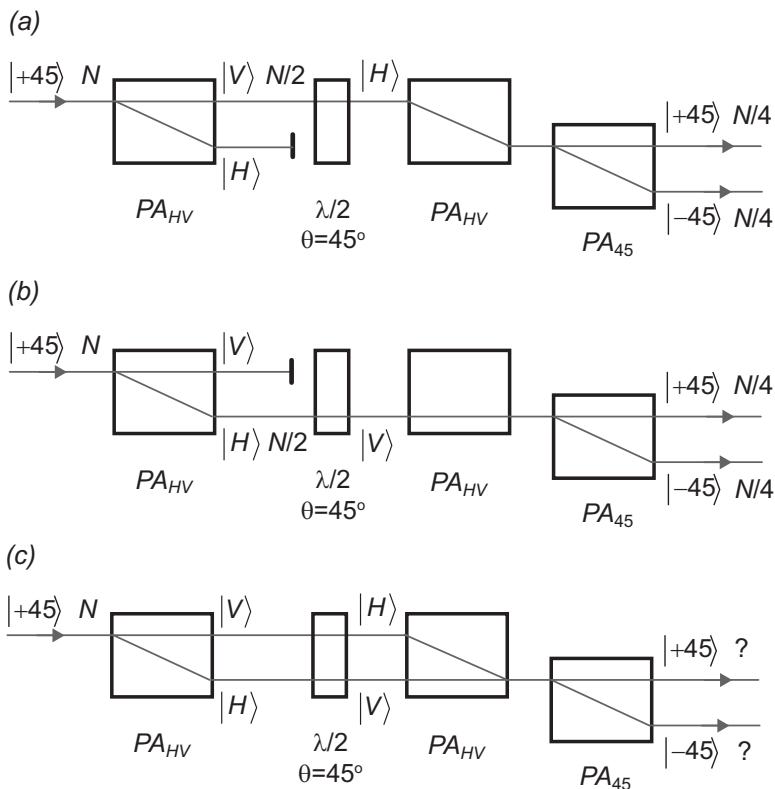 (a)
|+45⟩ N |V⟩ N/2 |H⟩
|+45⟩ N/4
|H⟩
|−45⟩ N/4
PA_HV λ/2 PA_HV
θ=45° PA_45
(b)
|+45⟩ N |V⟩
|+45⟩ N/4
|H⟩ N/2 |V⟩
|−45⟩ N/4
PA_HV λ/2 PA_HV
θ=45° PA_45
(c)
|+45⟩ N |V⟩ |H⟩
|+45⟩ ?
|H⟩ |V⟩
|−45⟩ ?
PA_HV λ/2 PA_HV
θ=45° PA_45